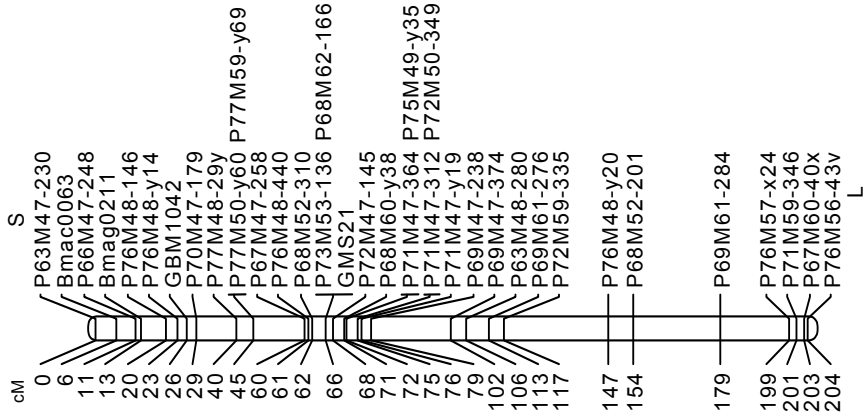 cM S
0 P63M47-230
6 Bmac0063
11 P66M47-248
13 Bmag0211
20 P76M48-146
23 P76M48-y14
26 GBM1042
29 P70M47-179
40 P77M48-29y
45 P77M50-y60 P77M59-y69
60 P67M47-258
61 P76M48-440
62 P68M52-310
66 P73M53-136 P68M62-166
GMS21
68 P72M47-145
71 P68M60-y38
72 P71M47-364 P75M49-y35
75 P71M47-312 P72M50-349
76 P71M47-y19
79 P69M47-238
102 P69M47-374
106 P63M48-280
113 P69M61-276
117 P72M59-335
147 P76M48-y20
154 P68M52-201
179 P69M61-284
199 P76M57-x24
201 P71M59-346
203 P67M60-40x
204 P76M56-43v
L